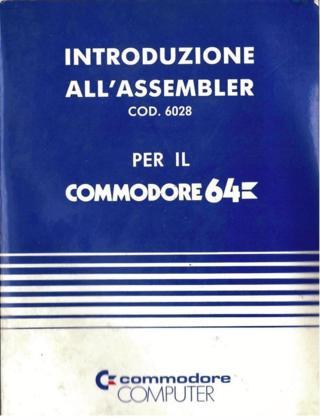 INTRODUZIONE
ALL'ASSEMBLER
COD. 6028
PER IL
COMMODORE 64
commodore
COMPUTER